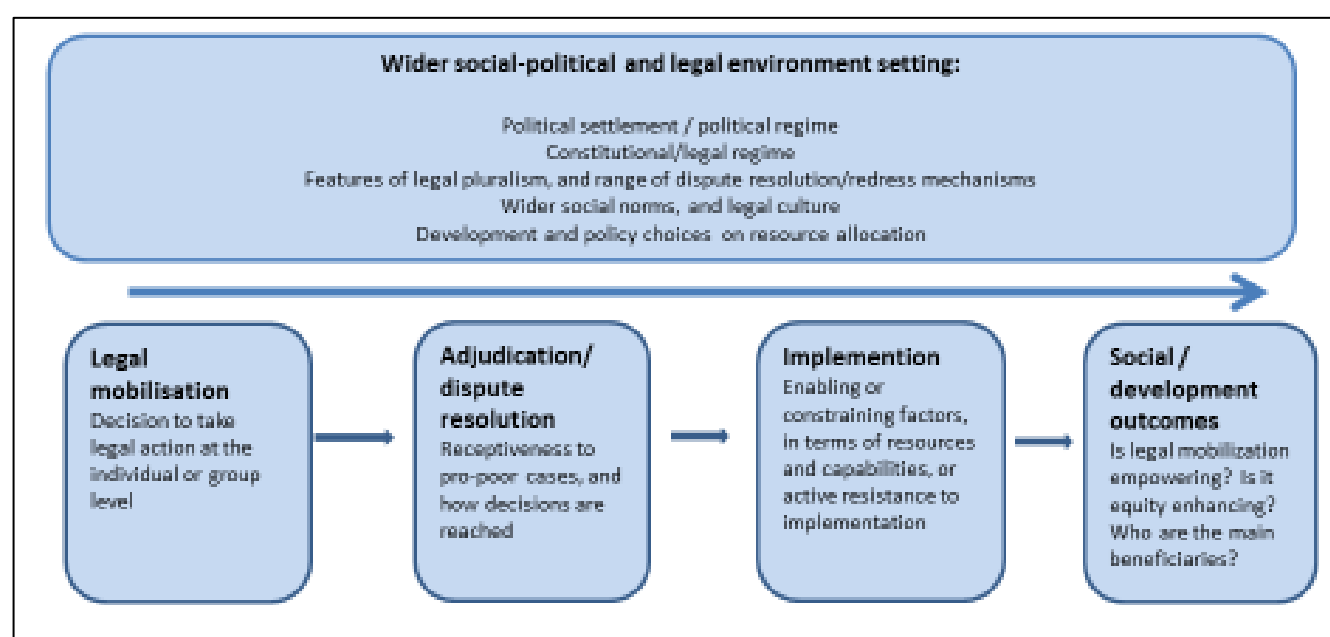 Wider social-political and legal environment setting:
Political settlement / political regime
Constitutional/legal regime
Features of legal pluralism, and range of dispute resolution/redress mechanisms
Wider social norms, and legal culture
Development and policy choices on resource allocation
Legal
mobilisation
Decision to take
legal action at the
individual or group
level
Adjudication/
dispute
resolution
Receptiveness to
pro-poor cases, and
how decisions are
reached
Implemention
Enabling or
constraining factors,
in terms of resources
and capabilities, or
active resistance to
implementation
Social /
development
outcomes
Is legal mobilization
empowering? Is it
equity enhancing?
Who are the main
beneficiaries?